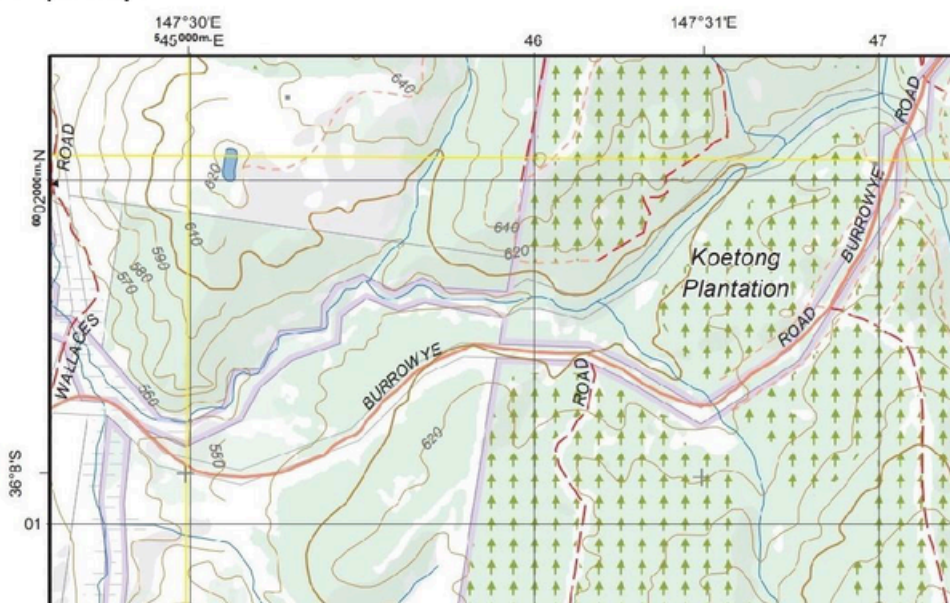 147°30'E
147°31'E
⁵45⁰⁰⁰ᵐ·E
46
47
640
ROAD
ROAD
⁶⁰02⁰⁰⁰ᵐ·N
620
BURROWYE
610
640
620
590
580
570
Koetong
Plantation
ROAD
WALLACES
BURROWYE
ROAD
560
620
580
36°8'S
01